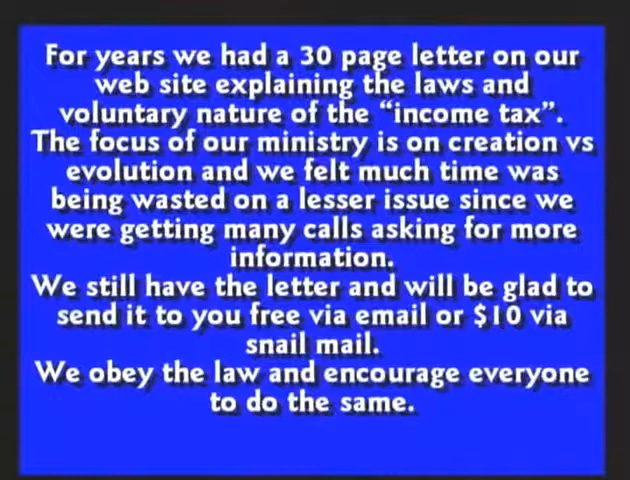 For years we had a 30 page letter on our
web site explaining the laws and
voluntary nature of the “income tax”.
The focus of our ministry is on creation vs
evolution and we felt much time was
being wasted on a lesser issue since we
were getting many calls asking for more
information.
We still have the letter and will be glad to
send it to you free via email or $10 via
snail mail.
We obey the law and encourage everyone
to do the same.